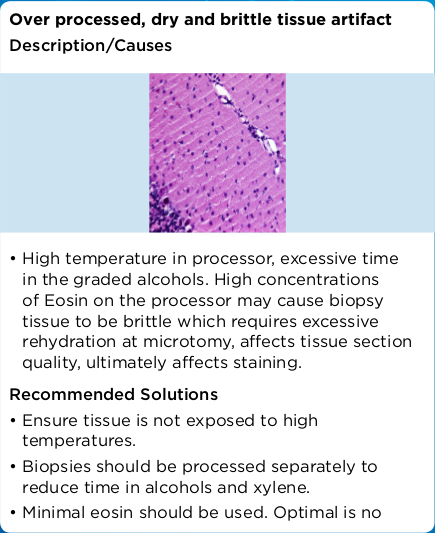 Over processed, dry and brittle tissue artifact
Description/Causes
• High temperature in processor, excessive time
in the graded alcohols. High concentrations
of Eosin on the processor may cause biopsy
tissue to be brittle which requires excessive
rehydration at microtomy, affects tissue section
quality, ultimately affects staining.
Recommended Solutions
• Ensure tissue is not exposed to high
temperatures.
• Biopsies should be processed separately to
reduce time in alcohols and xylene.
• Minimal eosin should be used. Optimal is no